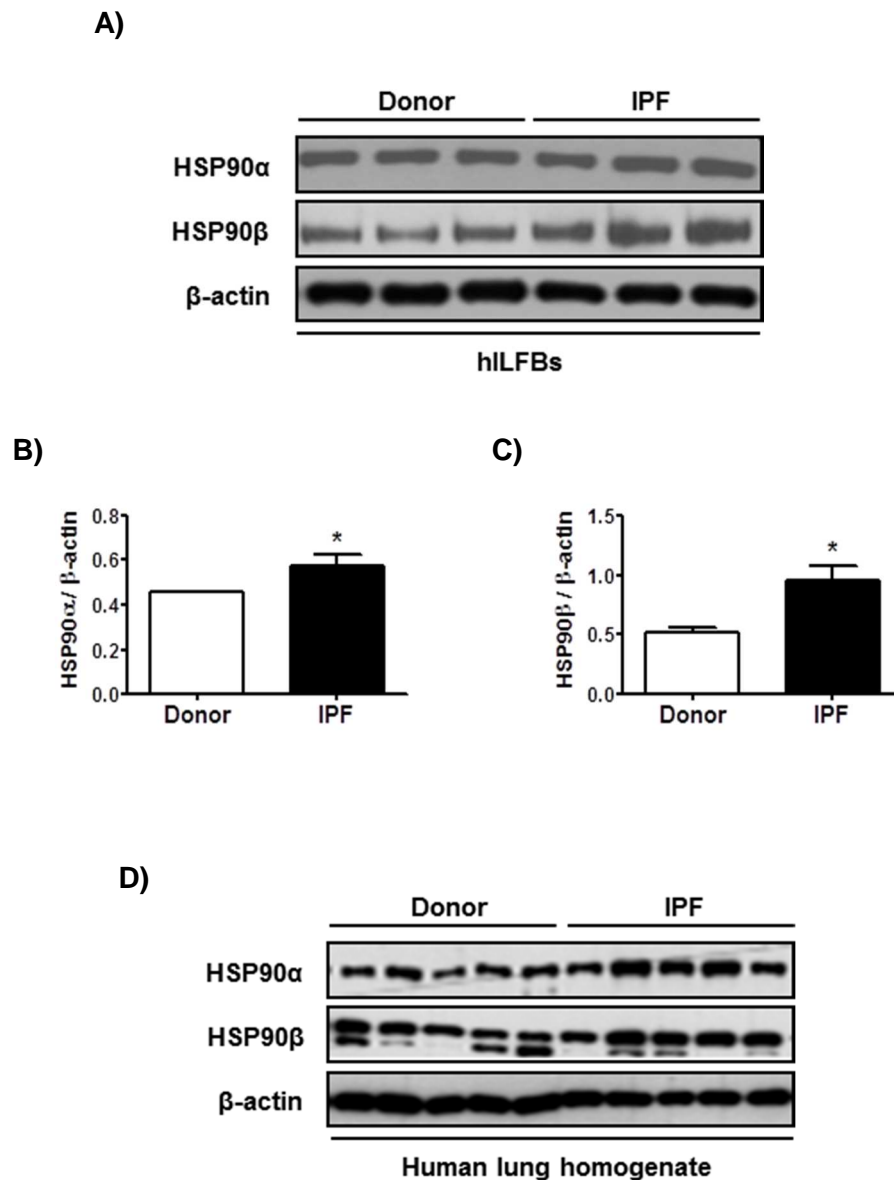 A)
Donor IPF
HSP90α
HSP90β
β-actin
hILFBs
B)
C)
HSP90α/ β-actin
0.8
0.6
0.4
0.2
0.0
*
Donor IPF
HSP90β / β-actin
1.5
1.0
0.5
0.0
*
Donor IPF
D)
Donor IPF
HSP90α
HSP90β
β-actin
Human lung homogenate